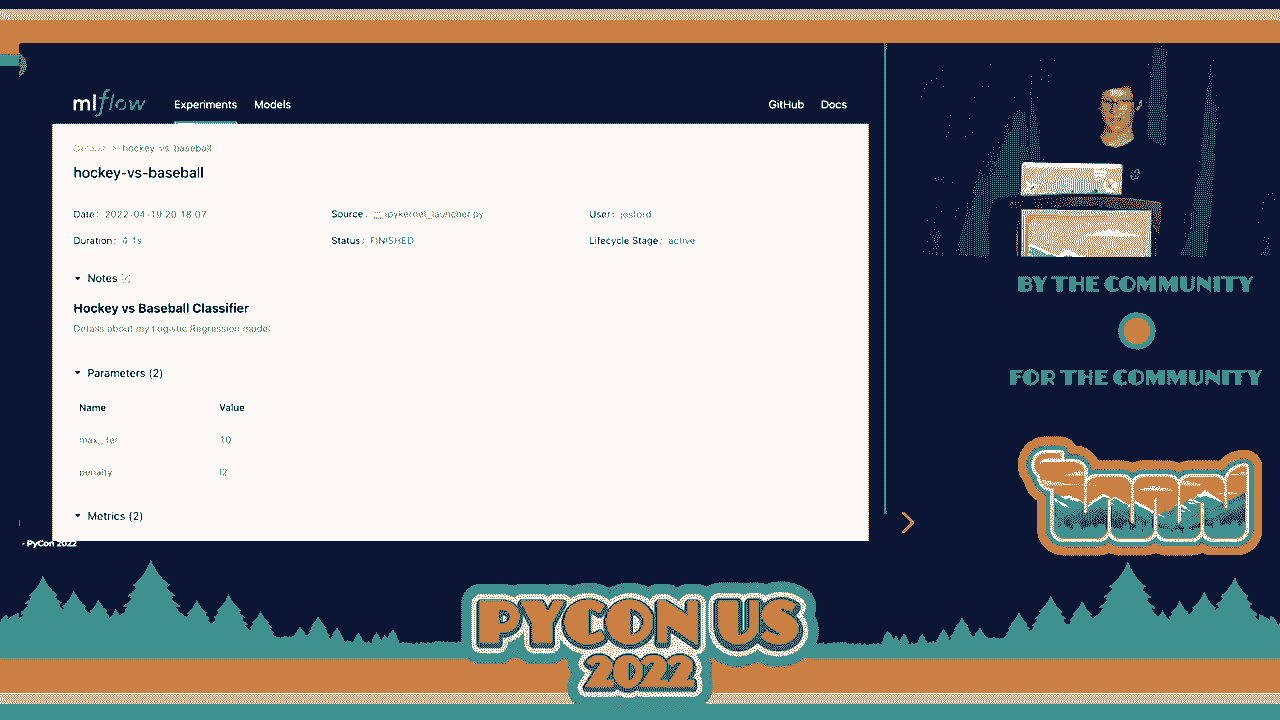 mlflow Experiments Models GitHub Docs
Default > hockey-vs-baseball
hockey-vs-baseball
Date: 2022-04-19 20:18:07 Source: ipykernel_launcher.py User: jesford
Duration: Status: FINISHED Lifecycle Stage: active
Notes
Hockey vs Baseball Classifier
Details about my Logistic Regression model
Parameters (2)
Name Value
max_iter 10
penalty l2
Metrics (2)
- PyCon 2022
BY THE COMMUNITY
FOR THE COMMUNITY
PYCON US
2022